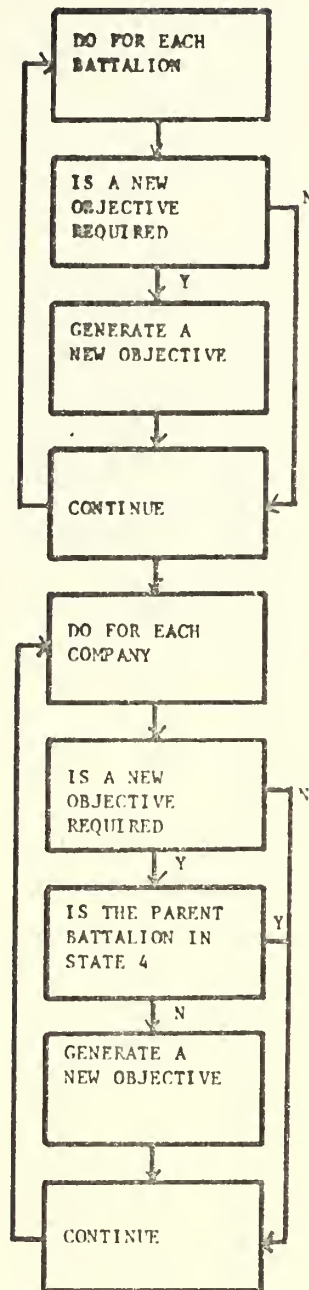 DO FOR EACH
BATTALION
IS A NEW
OBJECTIVE
REQUIRED
N
Y
GENERATE A
NEW OBJECTIVE
CONTINUE
DO FOR EACH
COMPANY
IS A NEW
OBJECTIVE
REQUIRED
N
Y
IS THE PARENT
BATTALION IN
STATE 4
Y
N
GENERATE A
NEW OBJECTIVE
CONTINUE